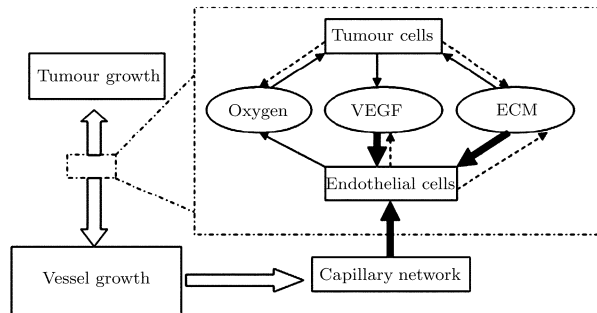 Tumour cells
Tumour growth
Oxygen
VEGF
ECM
Endothelial cells
Vessel growth
Capillary network